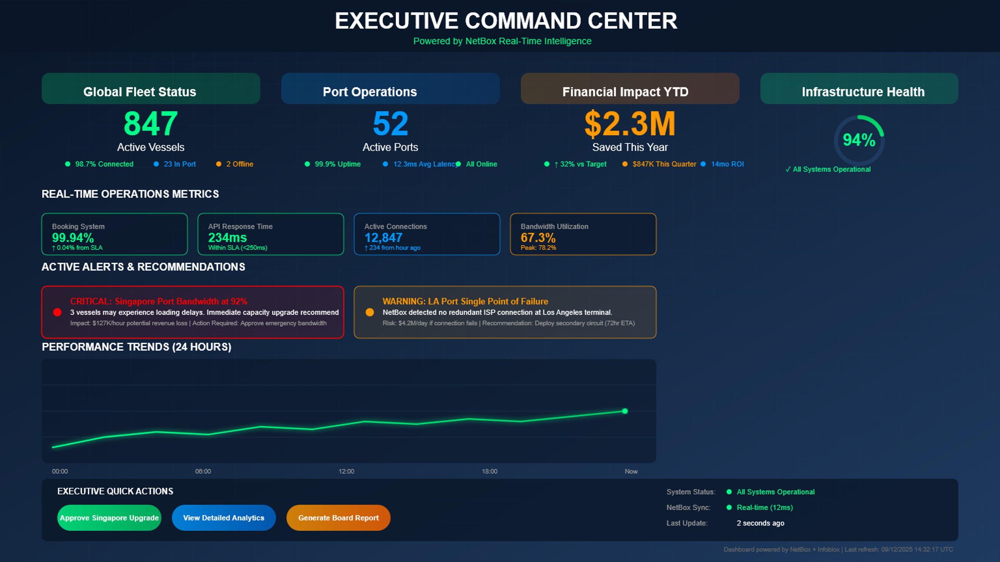 EXECUTIVE COMMAND CENTER
Powered by NetBox Real-Time Intelligence
Global Fleet Status
847
Active Vessels
98.7% Connected 23 In Port 2 Offline
Port Operations
52
Active Ports
99.9% Uptime 12.3ms Avg Latency All Online
Financial Impact YTD
$2.3M
Saved This Year
↑ 32% vs Target $847K This Quarter 14mo ROI
Infrastructure Health
94%
✓ All Systems Operational
REAL-TIME OPERATIONS METRICS
Booking System
99.94%
↑ 0.04% from SLA
API Response Time
234ms
Within SLA (<250ms)
Active Connections
12,847
↑ 234 from hour ago
Bandwidth Utilization
67.3%
Peak: 78.2%
ACTIVE ALERTS & RECOMMENDATIONS
CRITICAL: Singapore Port Bandwidth at 92%
3 vessels may experience loading delays. Immediate capacity upgrade recommend
Impact: $127K/hour potential revenue loss | Action Required: Approve emergency bandwidth
WARNING: LA Port Single Point of Failure
NetBox detected no redundant ISP connection at Los Angeles terminal.
Risk: $4.2M/day if connection fails | Recommendation: Deploy secondary circuit (72hr ETA)
PERFORMANCE TRENDS (24 HOURS)
00:00 06:00 12:00 18:00 Now
EXECUTIVE QUICK ACTIONS
Approve Singapore Upgrade
View Detailed Analytics
Generate Board Report
System Status: All Systems Operational
NetBox Sync: Real-time (12ms)
Last Update: 2 seconds ago
Dashboard powered by NetBox + Infoblox | Last refresh: 09/12/2025 14:32:17 UTC